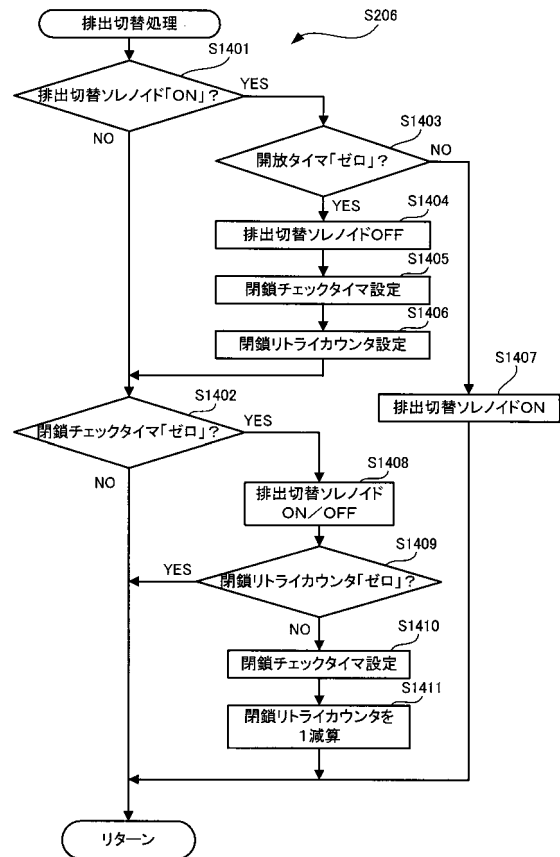 排出切替処理
S206
S1401
排出切替ソレノイド「ON」?
YES
NO
S1403
開放タイマ「ゼロ」?
NO
YES
S1404
排出切替ソレノイドOFF
S1405
閉鎖チェックタイマ設定
S1406
閉鎖リトライカウンタ設定
S1407
排出切替ソレノイドON
S1402
閉鎖チェックタイマ「ゼロ」?
YES
NO
S1408
排出切替ソレノイド
ON/OFF
S1409
閉鎖リトライカウンタ「ゼロ」?
YES
NO
S1410
閉鎖チェックタイマ設定
S1411
閉鎖リトライカウンタを
1減算
リターン